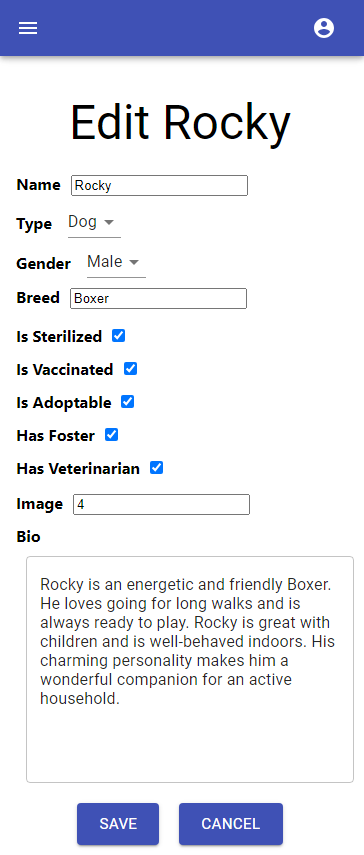 Edit Rocky
Name Rocky
Type Dog
Gender Male
Breed Boxer
Is Sterilized
Is Vaccinated
Is Adoptable
Has Foster
Has Veterinarian
Image 4
Bio
Rocky is an energetic and friendly Boxer.
He loves going for long walks and is
always ready to play. Rocky is great with
children and is well-behaved indoors. His
charming personality makes him a
wonderful companion for an active
household.
SAVE CANCEL